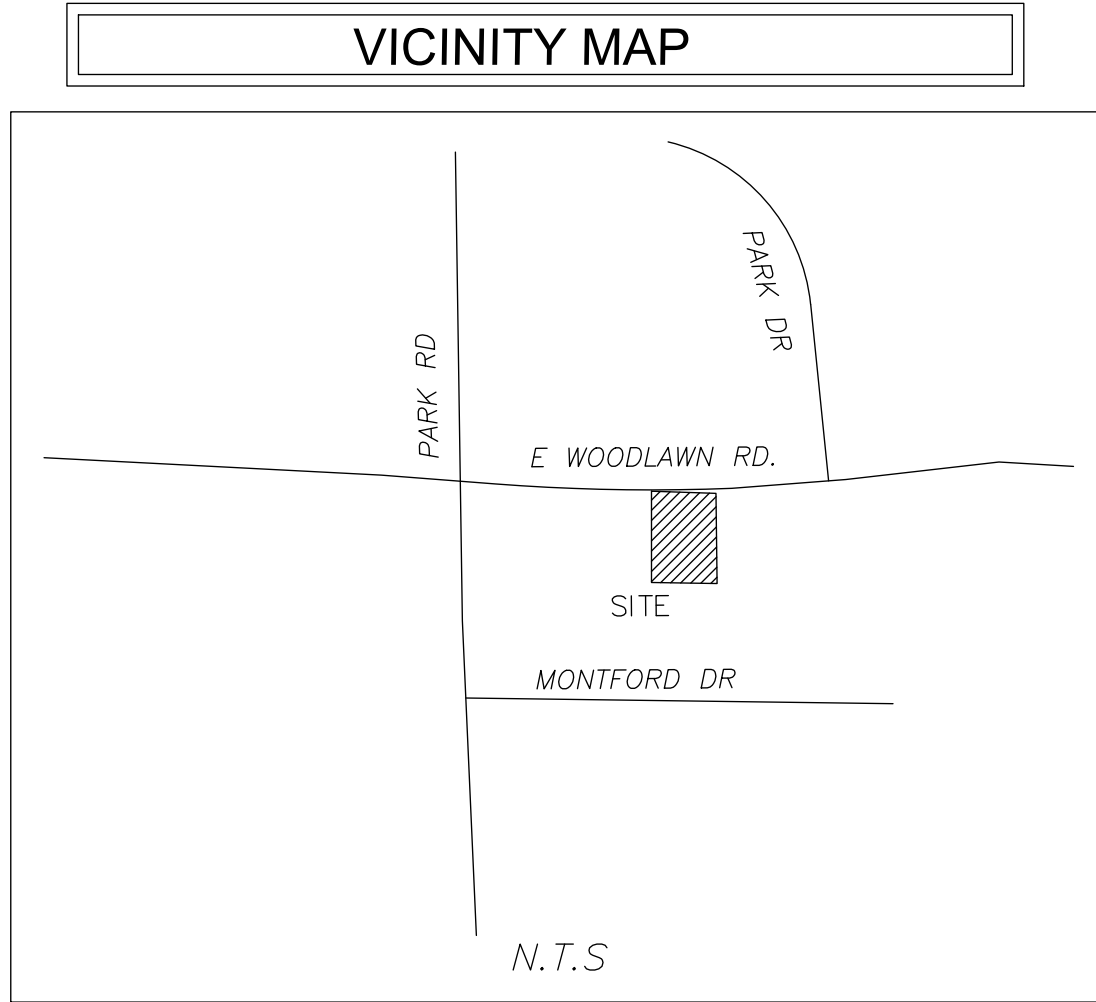 VICINITY MAP
PARK DR
PARK RD
E WOODLAWN RD.
SITE
MONTFORD DR
N.T.S